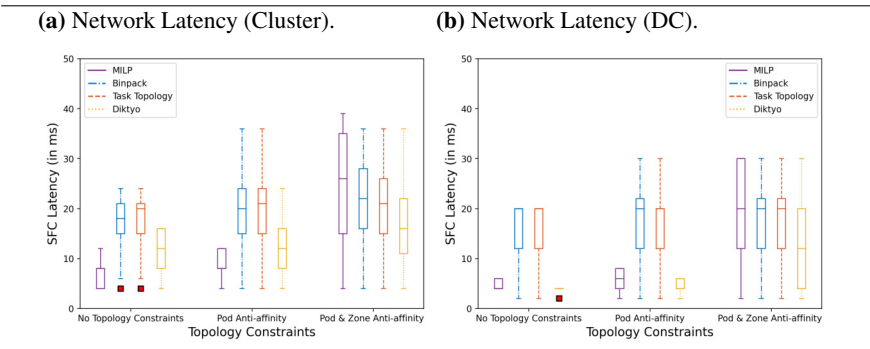 (a) Network Latency (Cluster).
(b) Network Latency (DC).
50
40
30
20
10
0
SFC Latency (in ms)
MILP
Binpack
Task Topology
Diktyo
No Topology Constraints
Pod Anti-affinity
Pod & Zone Anti-affinity
Topology Constraints
50
40
30
20
10
0
SFC Latency (in ms)
MILP
Binpack
Task Topology
Diktyo
No Topology Constraints
Pod Anti-affinity
Pod & Zone Anti-affinity
Topology Constraints